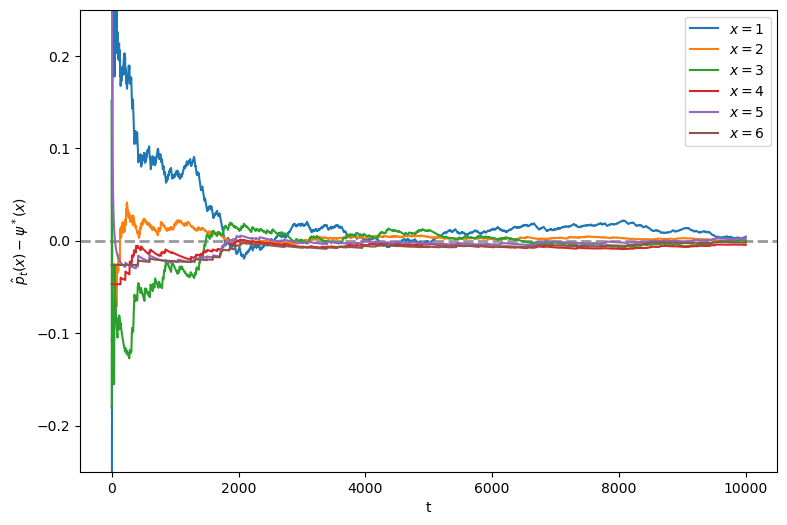 0.2
0.1
0.0
−0.1
−0.2
p̂ₜ(x) − ψ*(x)
0
2000
4000
6000
8000
10000
t
x = 1
x = 2
x = 3
x = 4
x = 5
x = 6